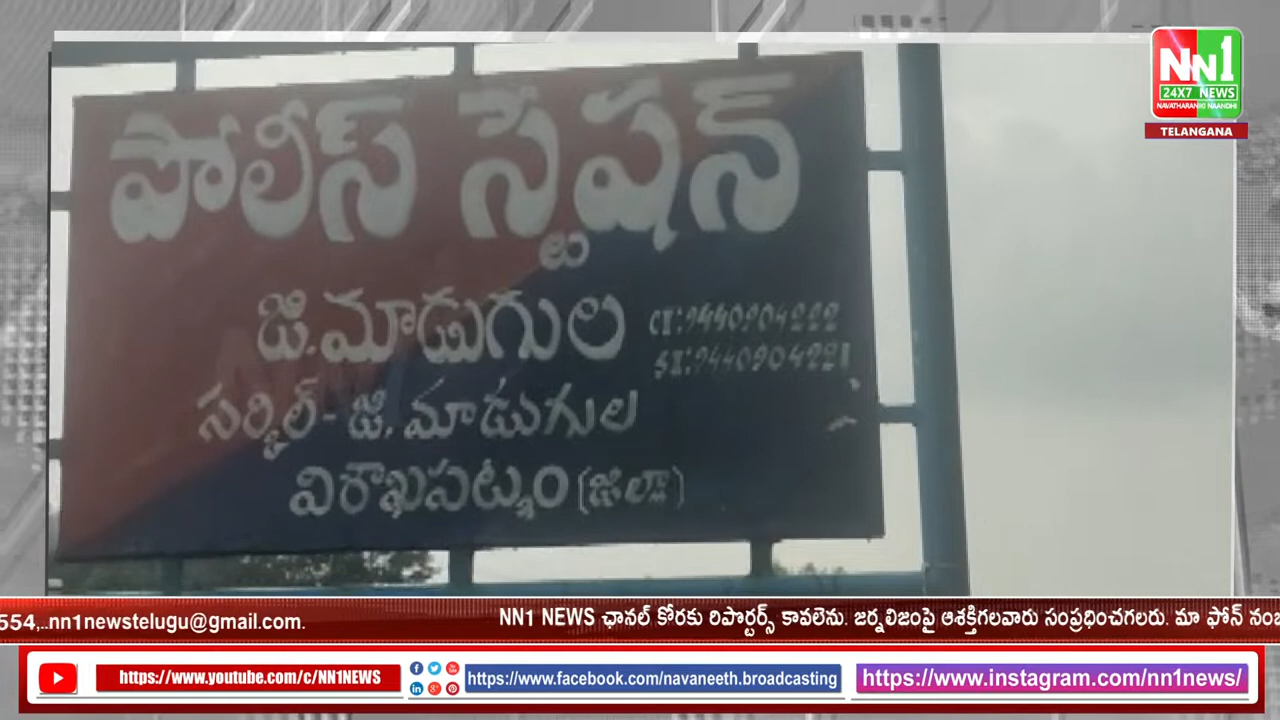 NN1
24X7 NEWS
NAVATHARANIKI NAANDHI
TELANGANA
పోలీస్ స్టేషన్
జి.మాడుగుల
CI:9440904222
SI:9440904221
సర్కిల్- జి.మాడుగుల
విశాఖపట్నం (జిల్లా)
554,..nn1newstelugu@gmail.com.
NN1 NEWS ఛానల్ కోరకు రిపొర్టర్స్ కావలెను. జర్నలిజంపై ఆశక్తిగలవారు సంప్రధించగలరు. మా ఫోన్
https://www.youtube.com/c/NN1NEWS
https://www.facebook.com/navaneeth.broadcasting
https://www.instagram.com/nn1news/